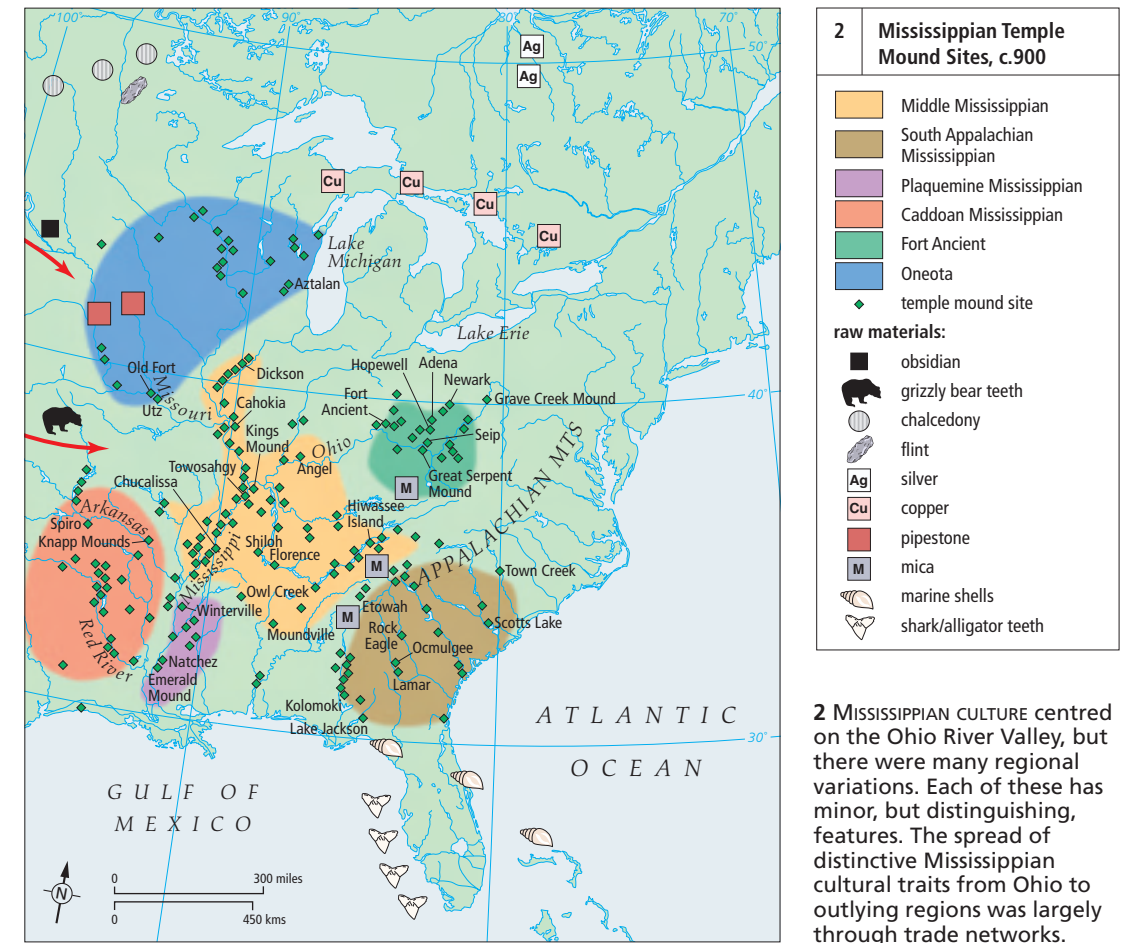 100°
90°
80°
70°
50°
Ag
Ag
Cu
Cu
Cu
Cu
Lake
Michigan
Aztalan
Lake Erie
Old Fort
Missouri
Utz
Dickson
Hopewell
Adena
Newark
Fort
Ancient
Grave Creek Mound
40°
Cahokia
Kings
Mound
Ohio
Seip
Towosahgy
Angel
Great Serpent
Mound
M
Chucalissa
Hiwassee
Island
APPALACHIAN MTS
Arkansas
Spiro
Knapp Mounds
Shiloh
Florence
Mississippi
M
Town Creek
Owl Creek
Winterville
Etowah
M
Moundville
Rock
Eagle
Scotts Lake
Ocmulgee
Red River
Natchez
Emerald
Mound
Lamar
Kolomoki
Lake Jackson
ATLANTIC
OCEAN
30°
GULF OF
MEXICO
N
0 300 miles
0 450 kms
2 Mississippian Temple
Mound Sites, c.900
Middle Mississippian
South Appalachian
Mississippian
Plaquemine Mississippian
Caddoan Mississippian
Fort Ancient
Oneota
temple mound site
raw materials:
obsidian
grizzly bear teeth
chalcedony
flint
Ag silver
Cu copper
pipestone
M mica
marine shells
shark/alligator teeth
2 MISSISSIPPIAN CULTURE centred
on the Ohio River Valley, but
there were many regional
variations. Each of these has
minor, but distinguishing,
features. The spread of
distinctive Mississippian
cultural traits from Ohio to
outlying regions was largely
through trade networks.